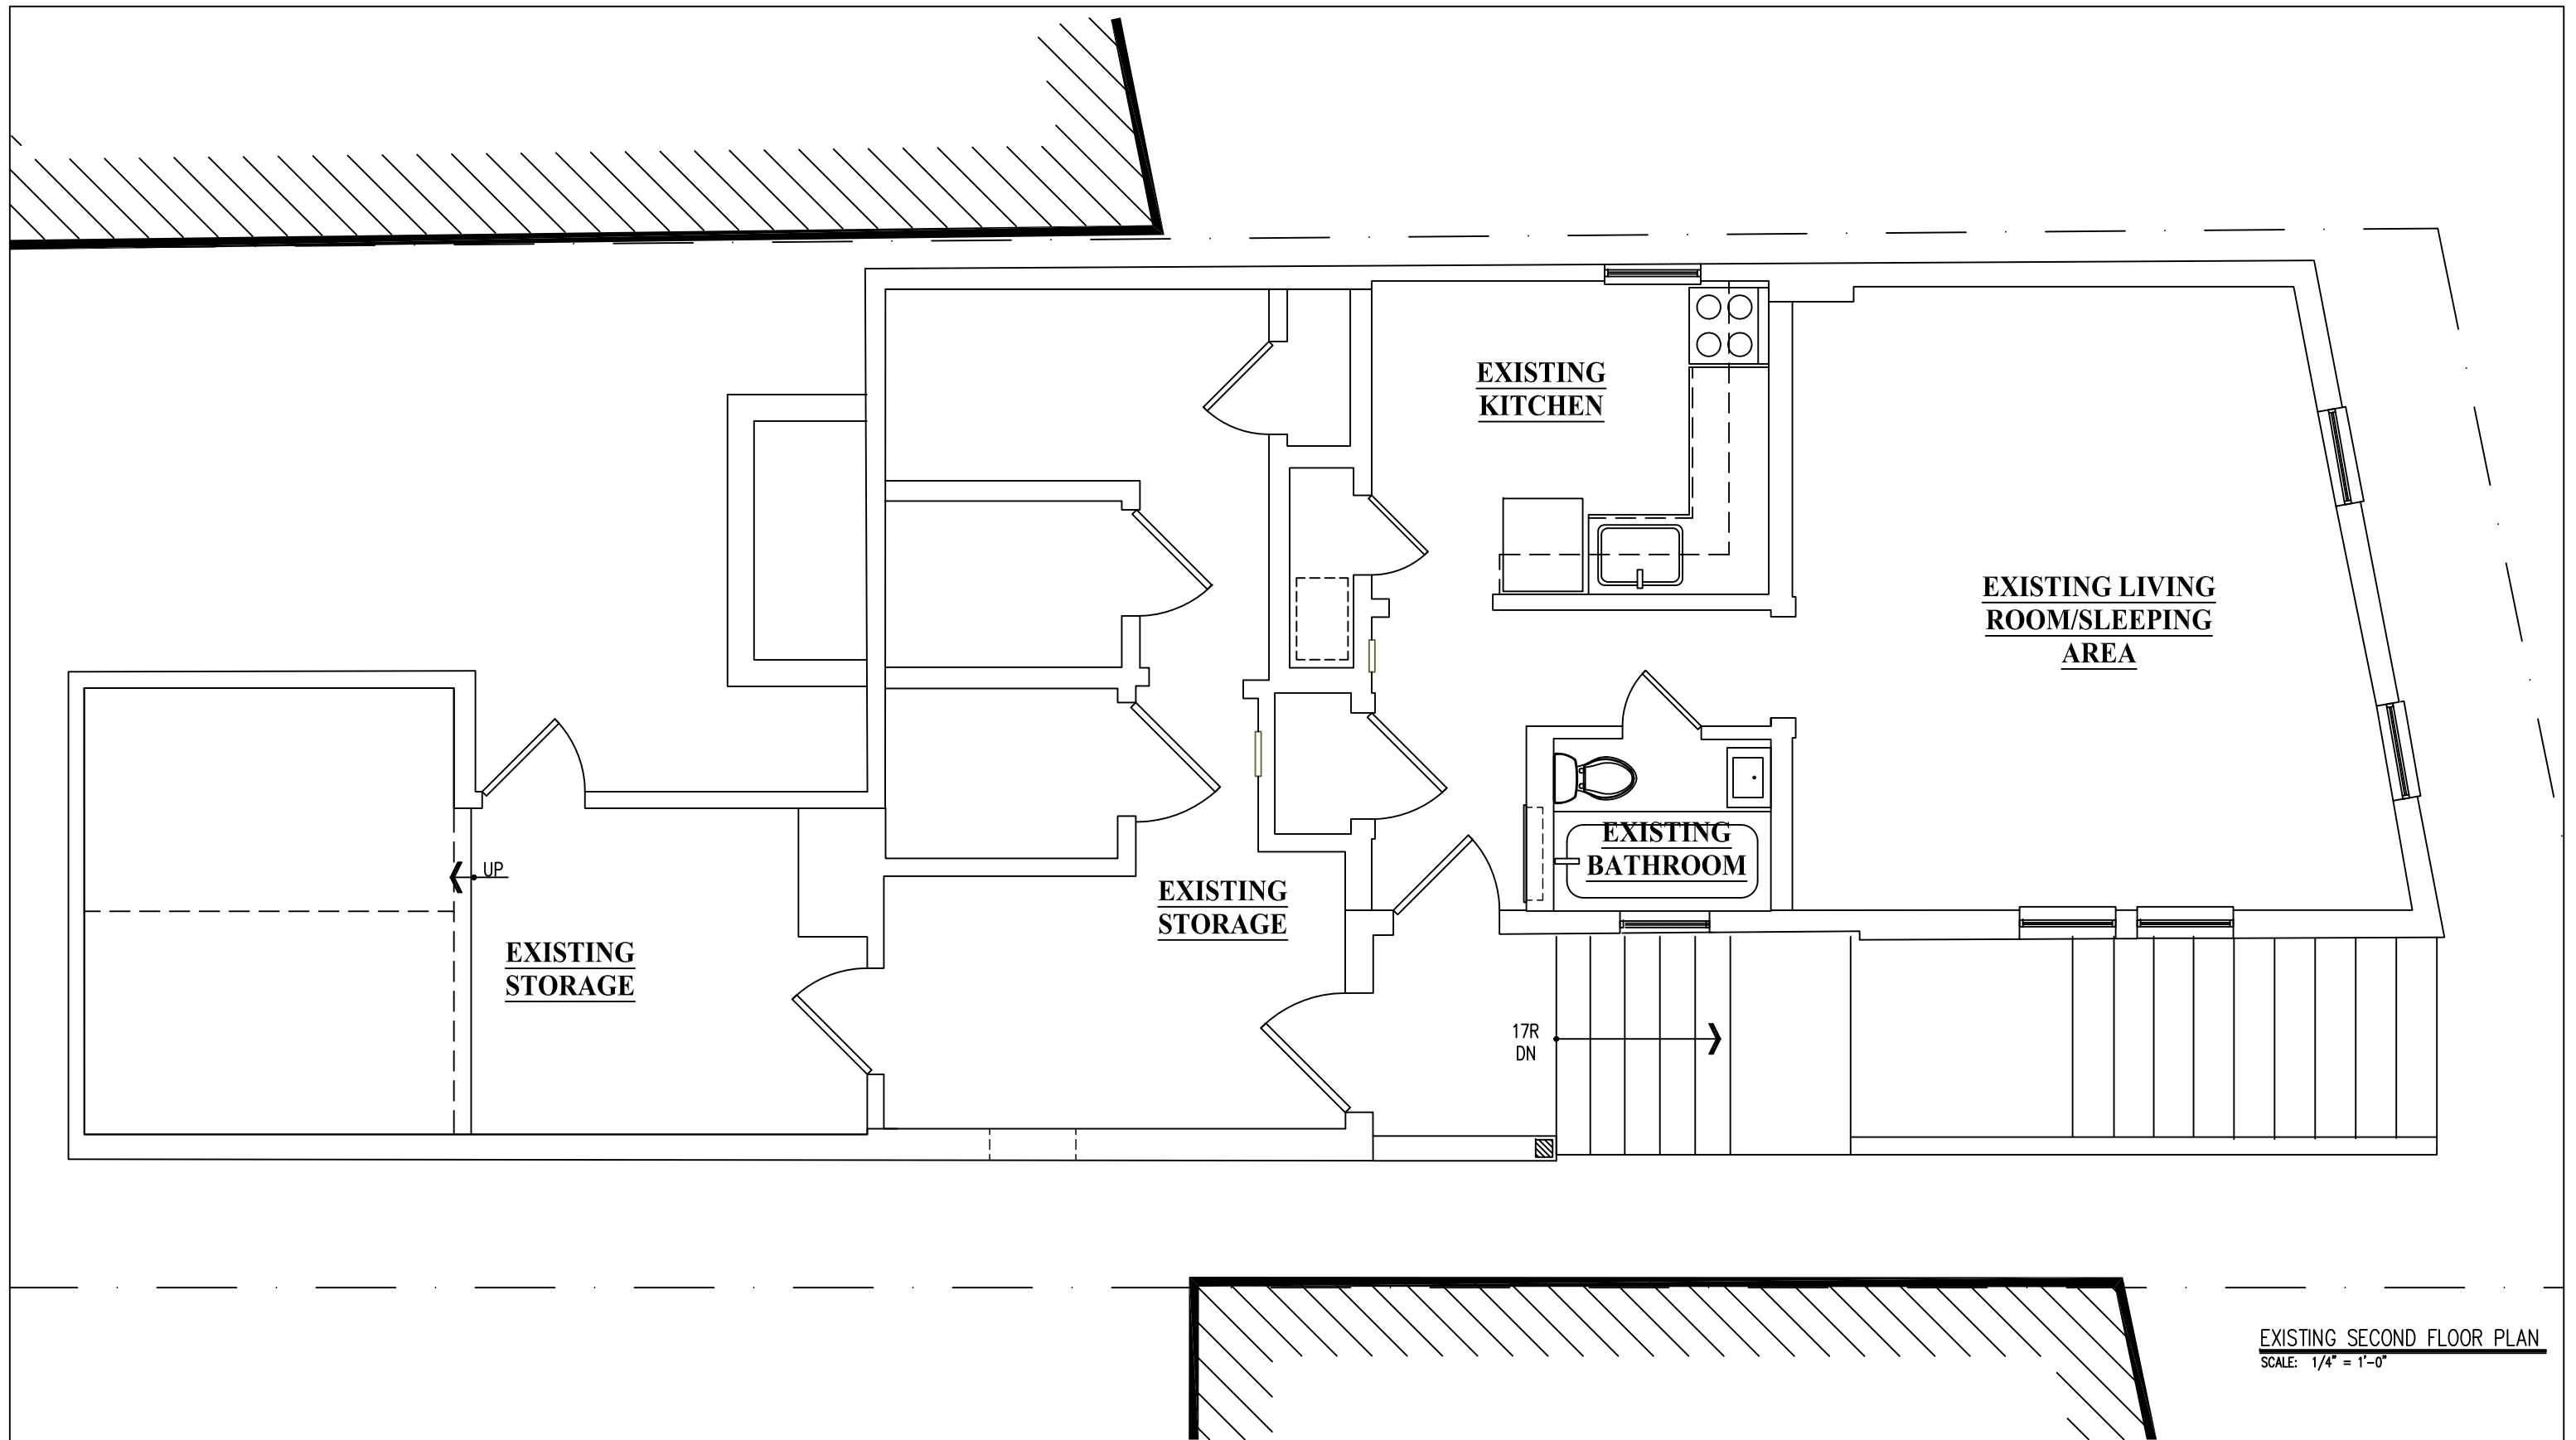 EXISTING
KITCHEN
EXISTING LIVING
ROOM/SLEEPING
AREA
EXISTING
BATHROOM
UP
EXISTING
STORAGE
EXISTING
STORAGE
17R
DN
EXISTING SECOND FLOOR PLAN
SCALE: 1/4" = 1'-0"